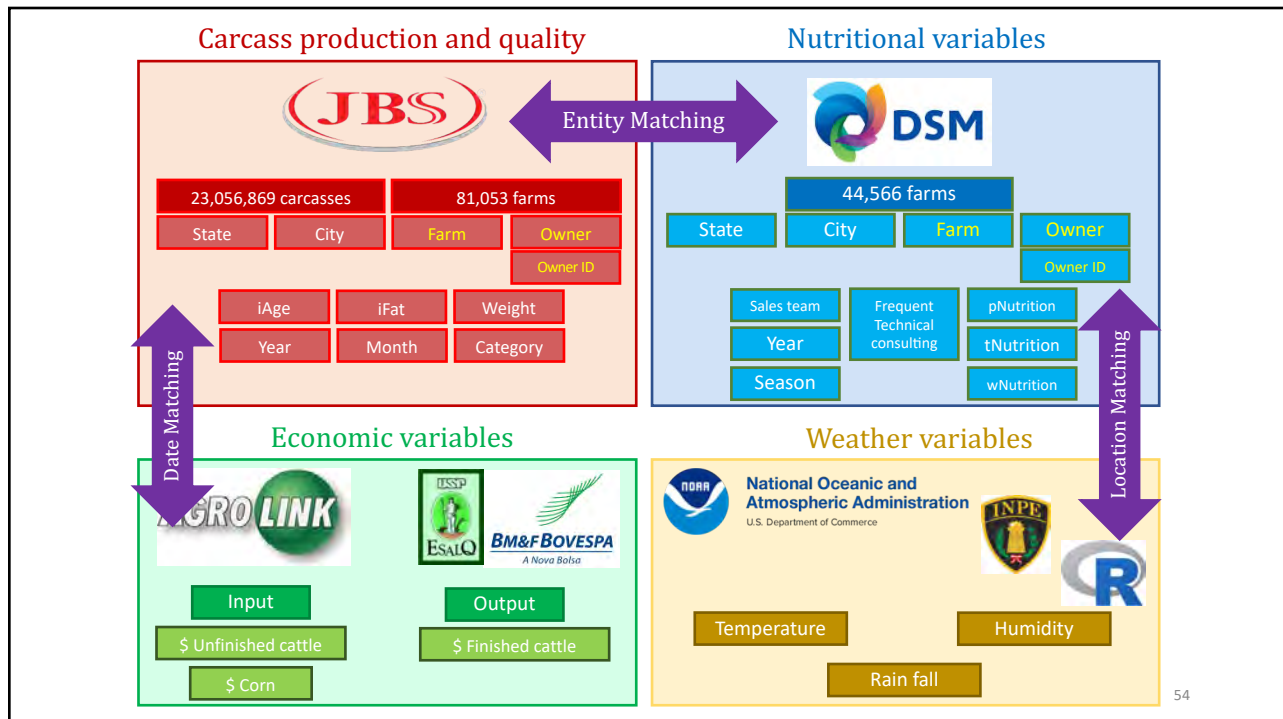 Carcass production and quality
Nutritional variables
JBS
Entity Matching
DSM
23,056,869 carcasses
81,053 farms
State
City
Farm
Owner
Owner ID
iAge
iFat
Weight
Year
Month
Category
44,566 farms
State
City
Farm
Owner
Owner ID
Sales team
Frequent
Technical
consulting
pNutrition
Year
tNutrition
Season
wNutrition
Date Matching
Location Matching
Economic variables
Weather variables
AGROLINK
USP
ESALQ
BM&FBOVESPA
A Nova Bolsa
Input
Output
$ Unfinished cattle
$ Finished cattle
$ Corn
NOAA
National Oceanic and
Atmospheric Administration
U.S. Department of Commerce
INPE
R
Temperature
Humidity
Rain fall
54